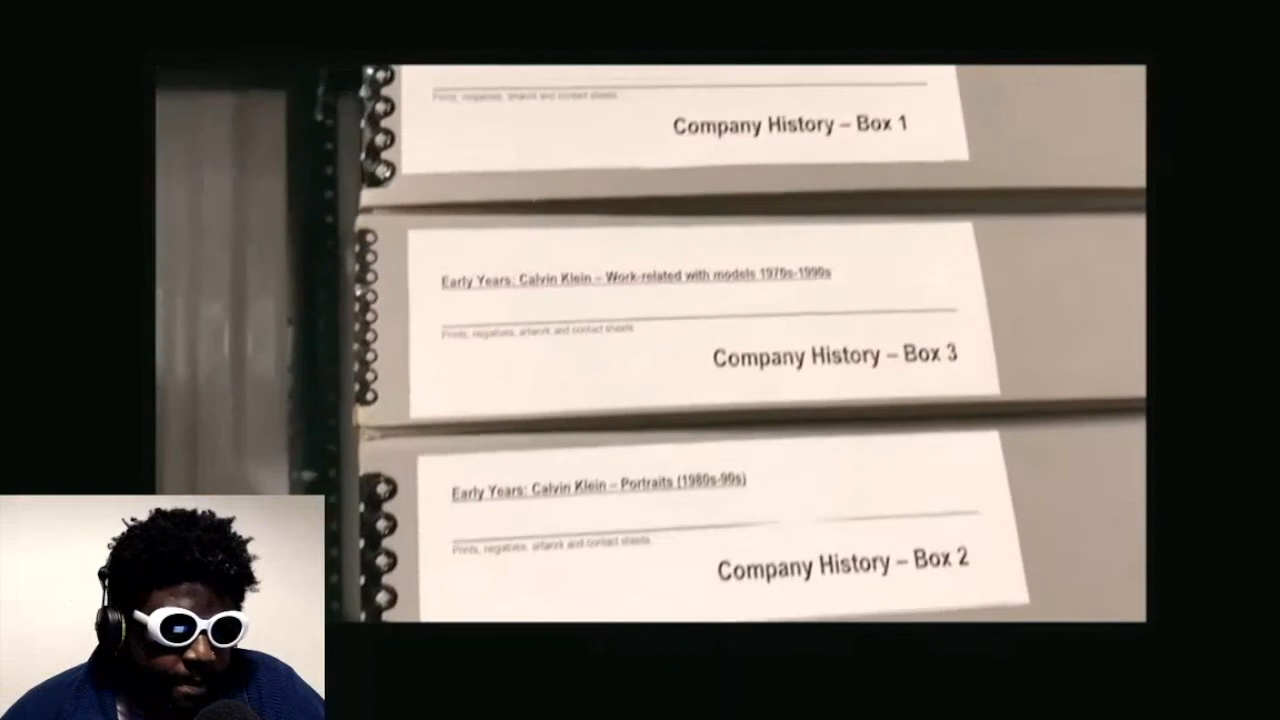 Prints, negatives, artwork and contact sheets
Company History – Box 1
Early Years: Calvin Klein – Work-related with models 1970s-1990s
Prints, negatives, artwork and contact sheets
Company History – Box 3
Early Years: Calvin Klein – Portraits (1980s-90s)
Prints, negatives, artwork and contact sheets
Company History – Box 2